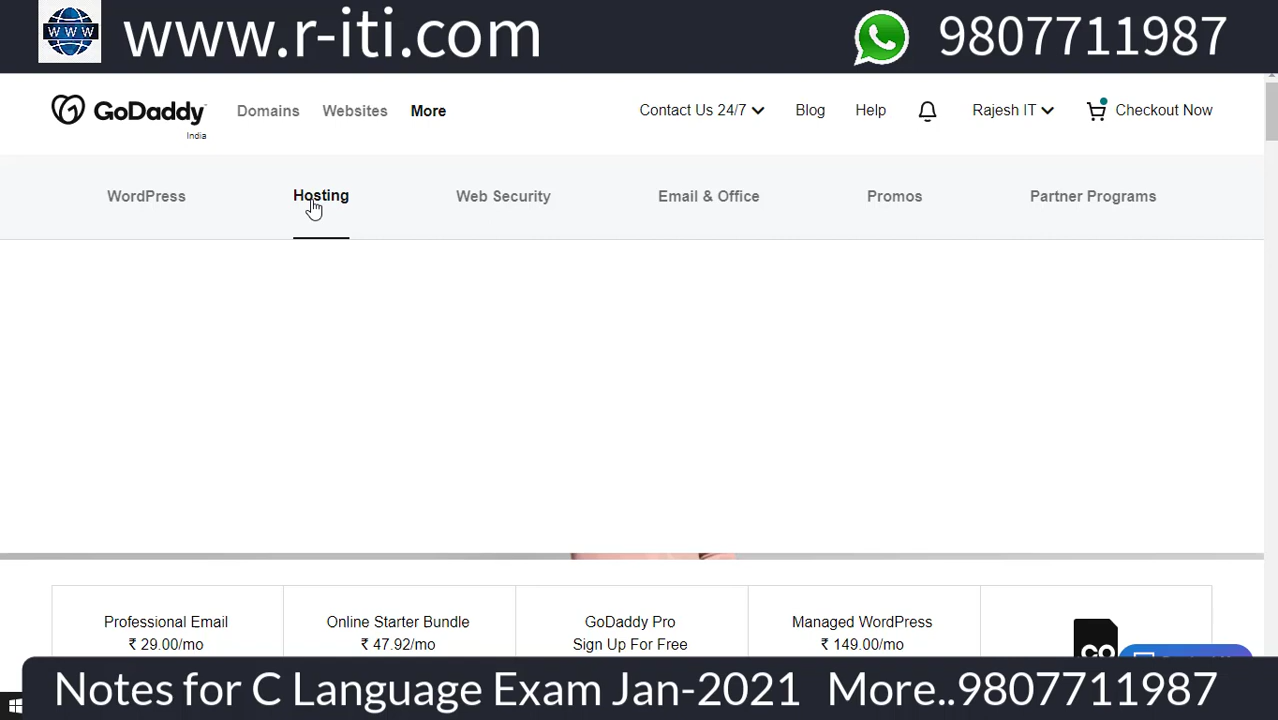 www.r-iti.com 9807711987
GoDaddy Domains Websites More Contact Us 24/7 Blog Help Rajesh IT Checkout Now
India
WordPress Hosting Web Security Email & Office Promos Partner Programs
Professional Email Online Starter Bundle GoDaddy Pro Managed WordPress
₹ 29.00/mo ₹ 47.92/mo Sign Up For Free ₹ 149.00/mo
CO
Notes for C Language Exam Jan-2021 More..9807711987